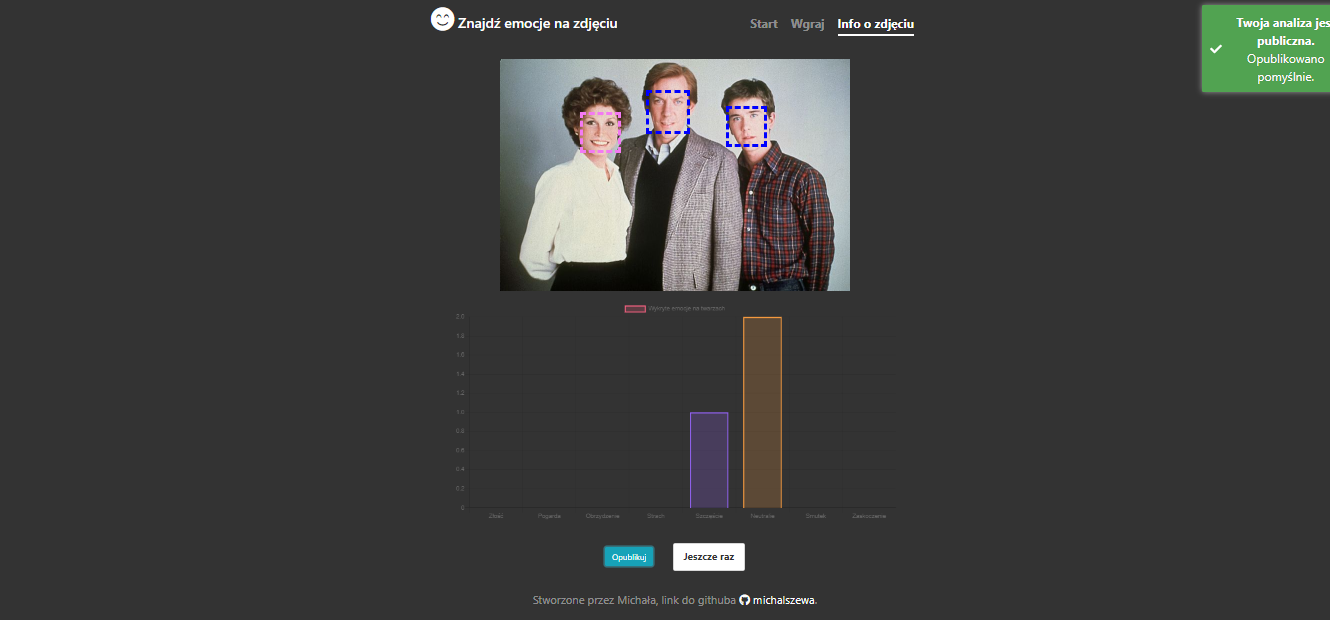 Znajdź emocje na zdjęciu
Start Wgraj Info o zdjęciu
Twoja analiza jes
publiczna.
Opublikowano
pomyślnie.
Wykryte emocje na twarzach
2.0
1.8
1.6
1.4
1.2
1.0
0.8
0.6
0.4
0.2
0
Złość Pogarda Obrzydzenie Strach Szczęście Neutralne Smutek Zaskoczenie
Opublikuj Jeszcze raz
Stworzone przez Michała, link do githuba michalszewa.